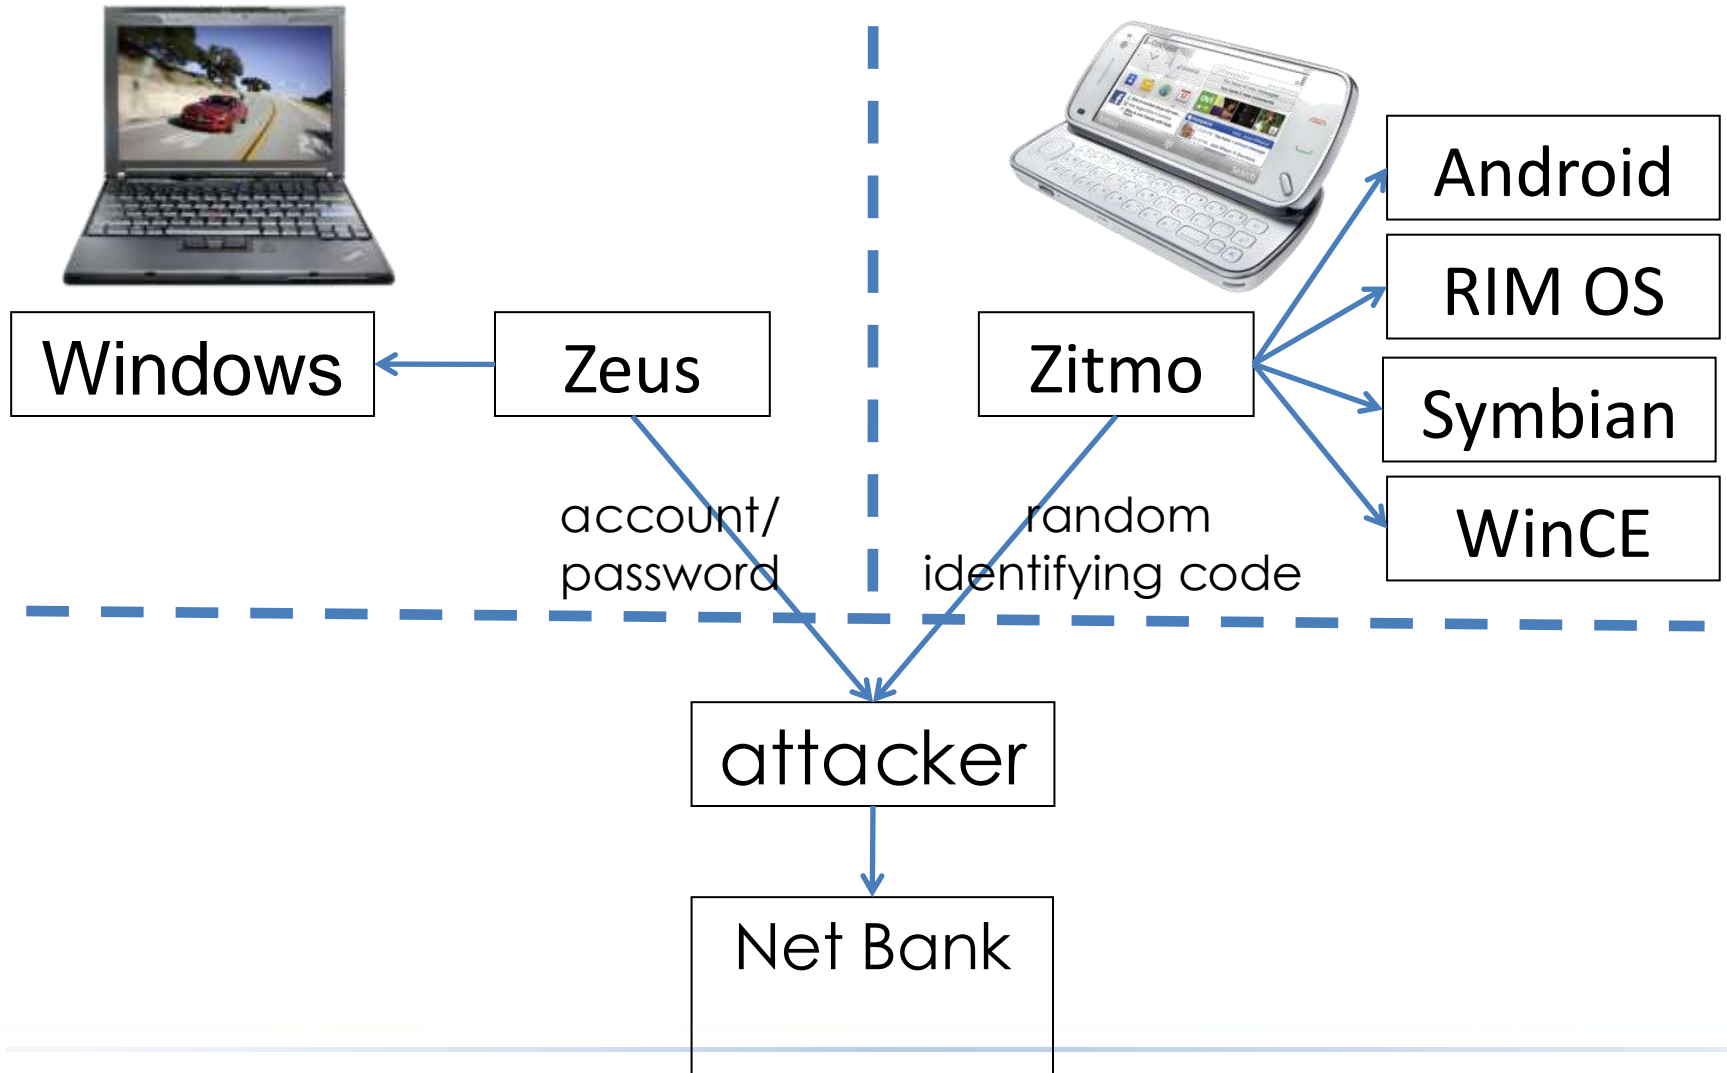 Android
RIM OS
Windows
Zeus
Zitmo
Symbian
WinCE
account/
password
random
identifying code
attacker
Net Bank